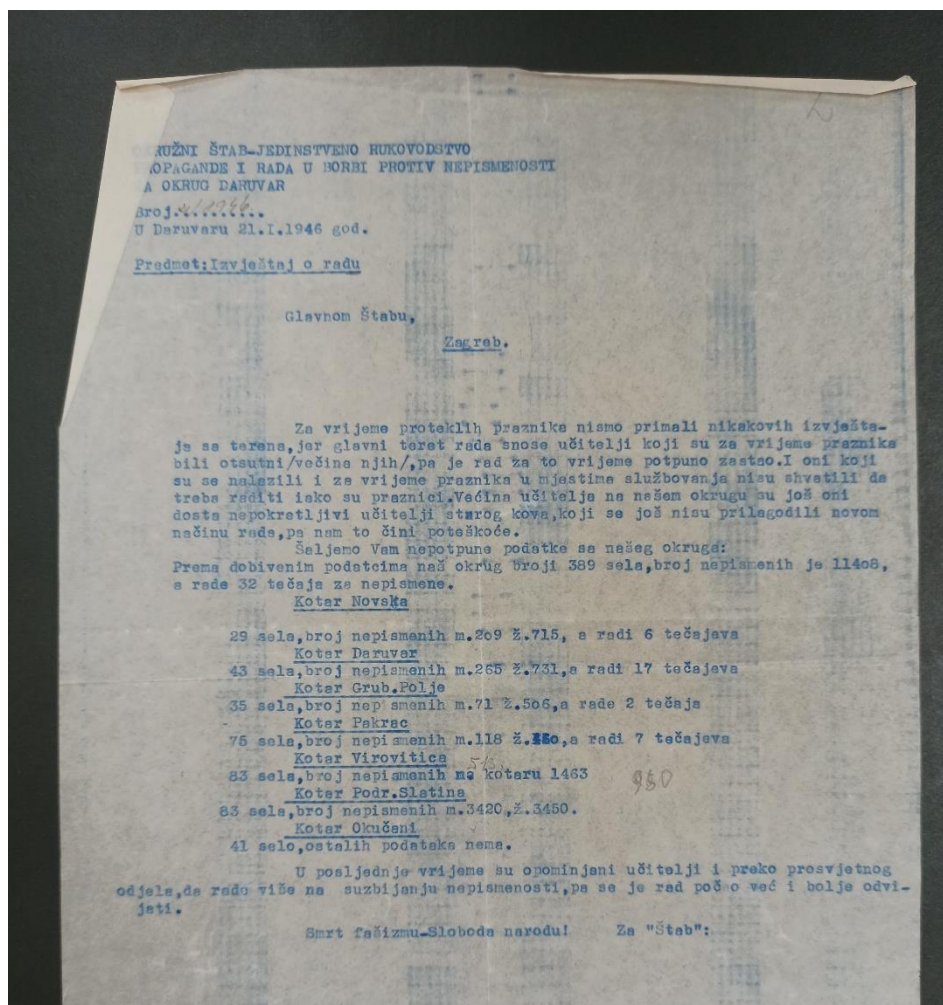 RUŽNI ŠTAB-JEDINSTVENO RUKOVODSTVO
OPAGANDE I RADA U BORBI PROTIV NEPISMENOSTI
A OKRUG DARUVAR
Broj..........
U Daruvaru 21.I.1946 god.
Predmet:Izvještaj o radu
Glavnom Štabu,
Zagreb.
Za vrijeme proteklih praznika nismo primali nikakovih izvješta-
ja sa terena,jer glavni teret rada snose učitelji koji su za vrijeme praznika
bili otsutni/večina njih/,pa je rad za to vrijeme potpuno zastao.I oni koji
su se nalazili i za vrijeme praznika u mjestima službovanja nisu shvatili da
treba raditi iako su praznici.Većina učitelja na našem okrugu su još oni
dosta nepokretljivi učitelji starog kova,koji se još nisu prilagodili novom
načinu rada,pa nam to čini poteškoće.
Šaljemo Vam nepotpune podatke sa našeg okruga:
Prema dobivenim podatcima naš okrug broji 389 sela,broj nepismenih je 11408,
a rade 32 tečaja za nepismene.
Kotar Novska
29 sela,broj nepismenih m.209 ž.715, a radi 6 tečajeva
Kotar Daruvar
43 sela,broj nepismenih m.265 ž.731,a radi 17 tečajeva
Kotar Grub.Polje
35 sela,broj nepismenih m.71 ž.506,a rade 2 tečaja
Kotar Pakrac
75 sela,broj nepismenih m.118 ž. ,a radi 7 tečajeva
Kotar Virovitica
83 sela,broj nepismenih na kotaru 1463
Kotar Podr.Slatina
83 sela,broj nepismenih m.3420,ž.3450.
Kotar Okučani
41 selo,ostalih podataka nema.
U posljednje vrijeme su opominjani učitelji i preko prosvjetnog
odjela,da rade više na suzbijanju nepismenosti,pa se je rad poč o već i bolje odvi-
jati.
Smrt fašizmu-Sloboda narodu! Za "Štab":